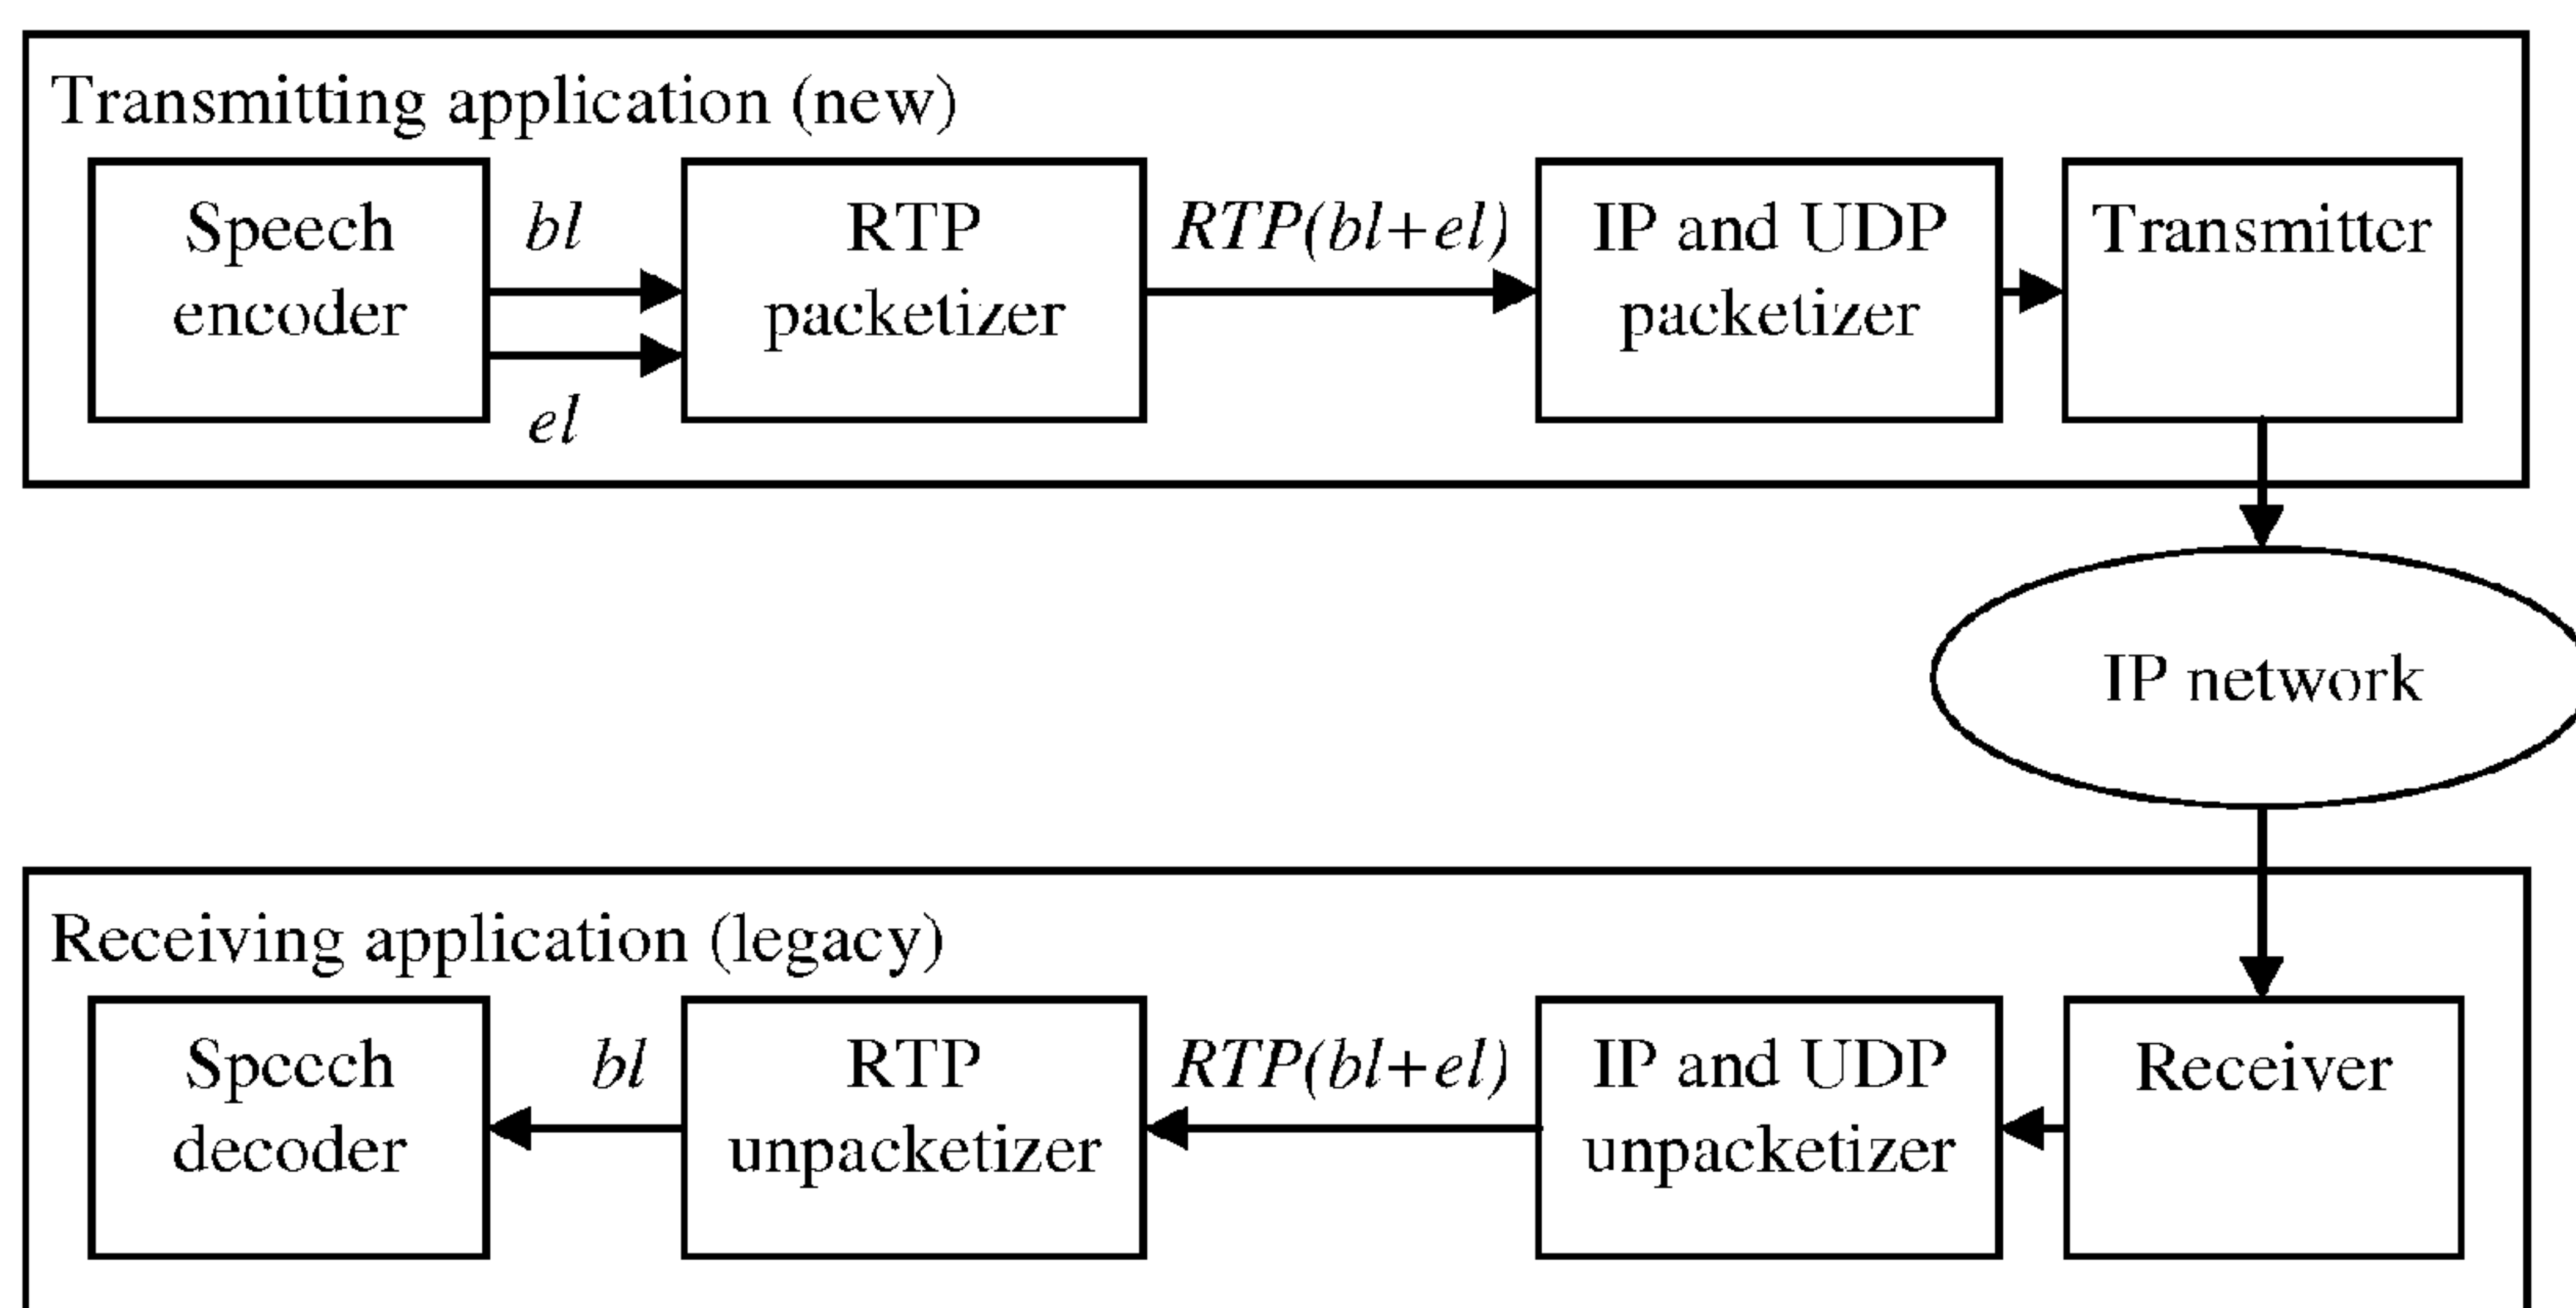 Transmitting application (new)
Speech
encoder
bl
el
RTP
packetizer
RTP(bl+el)
IP and UDP
packetizer
Transmitter
IP network
Receiving application (legacy)
Speech
decoder
bl
RTP
unpacketizer
RTP(bl+el)
IP and UDP
unpacketizer
Receiver